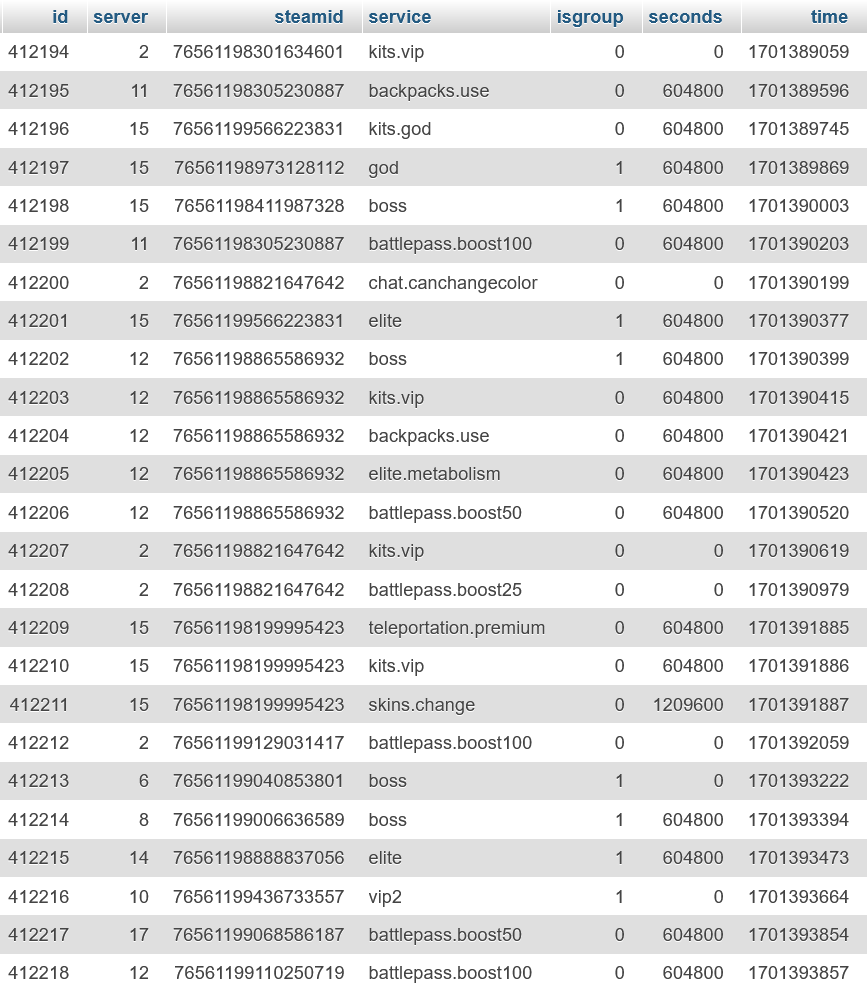 id server steamid service isgroup seconds time
412194 2 76561198301634601 kits.vip 0 0 1701389059
412195 11 76561198305230887 backpacks.use 0 604800 1701389596
412196 15 76561199566223831 kits.god 0 604800 1701389745
412197 15 76561198973128112 god 1 604800 1701389869
412198 15 76561198411987328 boss 1 604800 1701390003
412199 11 76561198305230887 battlepass.boost100 0 604800 1701390203
412200 2 76561198821647642 chat.canchangecolor 0 0 1701390199
412201 15 76561199566223831 elite 1 604800 1701390377
412202 12 76561198865586932 boss 1 604800 1701390399
412203 12 76561198865586932 kits.vip 0 604800 1701390415
412204 12 76561198865586932 backpacks.use 0 604800 1701390421
412205 12 76561198865586932 elite.metabolism 0 604800 1701390423
412206 12 76561198865586932 battlepass.boost50 0 604800 1701390520
412207 2 76561198821647642 kits.vip 0 0 1701390619
412208 2 76561198821647642 battlepass.boost25 0 0 1701390979
412209 15 76561198199995423 teleportation.premium 0 604800 1701391885
412210 15 76561198199995423 kits.vip 0 604800 1701391886
412211 15 76561198199995423 skins.change 0 1209600 1701391887
412212 2 76561199129031417 battlepass.boost100 0 0 1701392059
412213 6 76561199040853801 boss 1 0 1701393222
412214 8 76561199006636589 boss 1 604800 1701393394
412215 14 76561198888837056 elite 1 604800 1701393473
412216 10 76561199436733557 vip2 1 0 1701393664
412217 17 76561199068586187 battlepass.boost50 0 604800 1701393854
412218 12 76561199110250719 battlepass.boost100 0 604800 1701393857